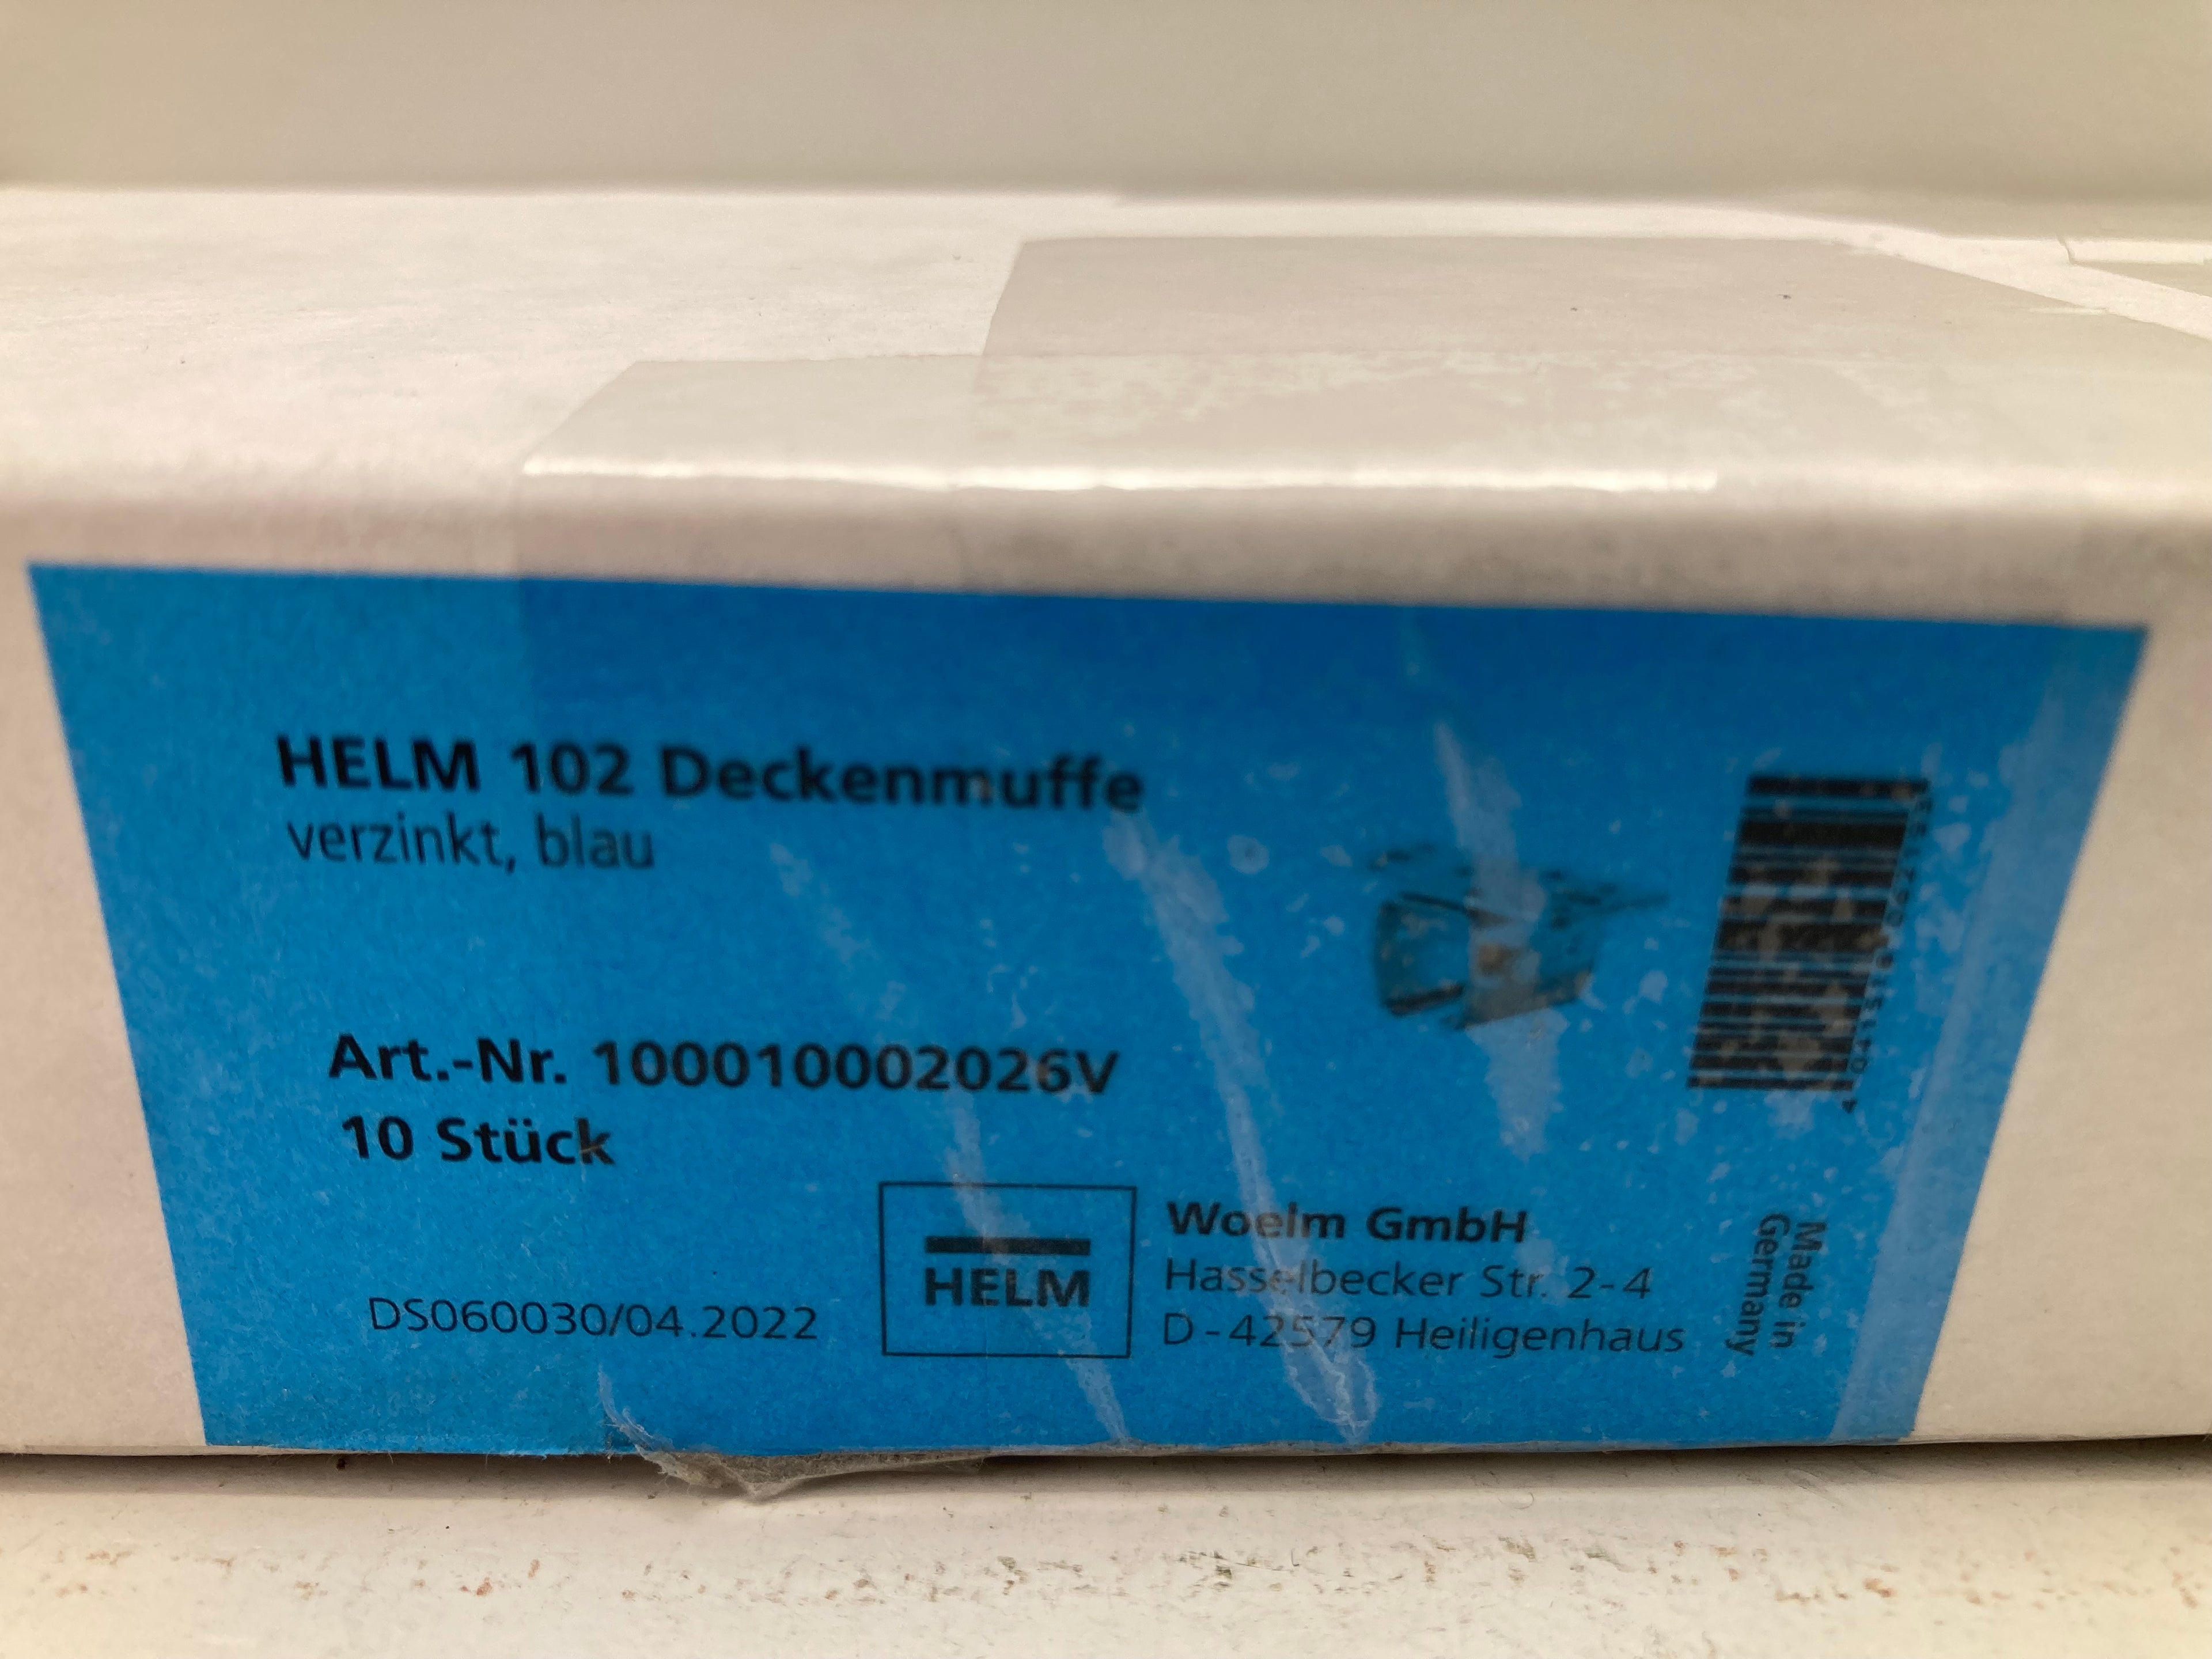 HELM 102 Deckenmuffe
verzinkt, blau
Art.-Nr. 100010002026V
10 Stück
DS060030/04.2022
HELM
Woelm GmbH
Hasselbecker Str. 2-4
D-42579 Heiligenhaus
Made in
Germany